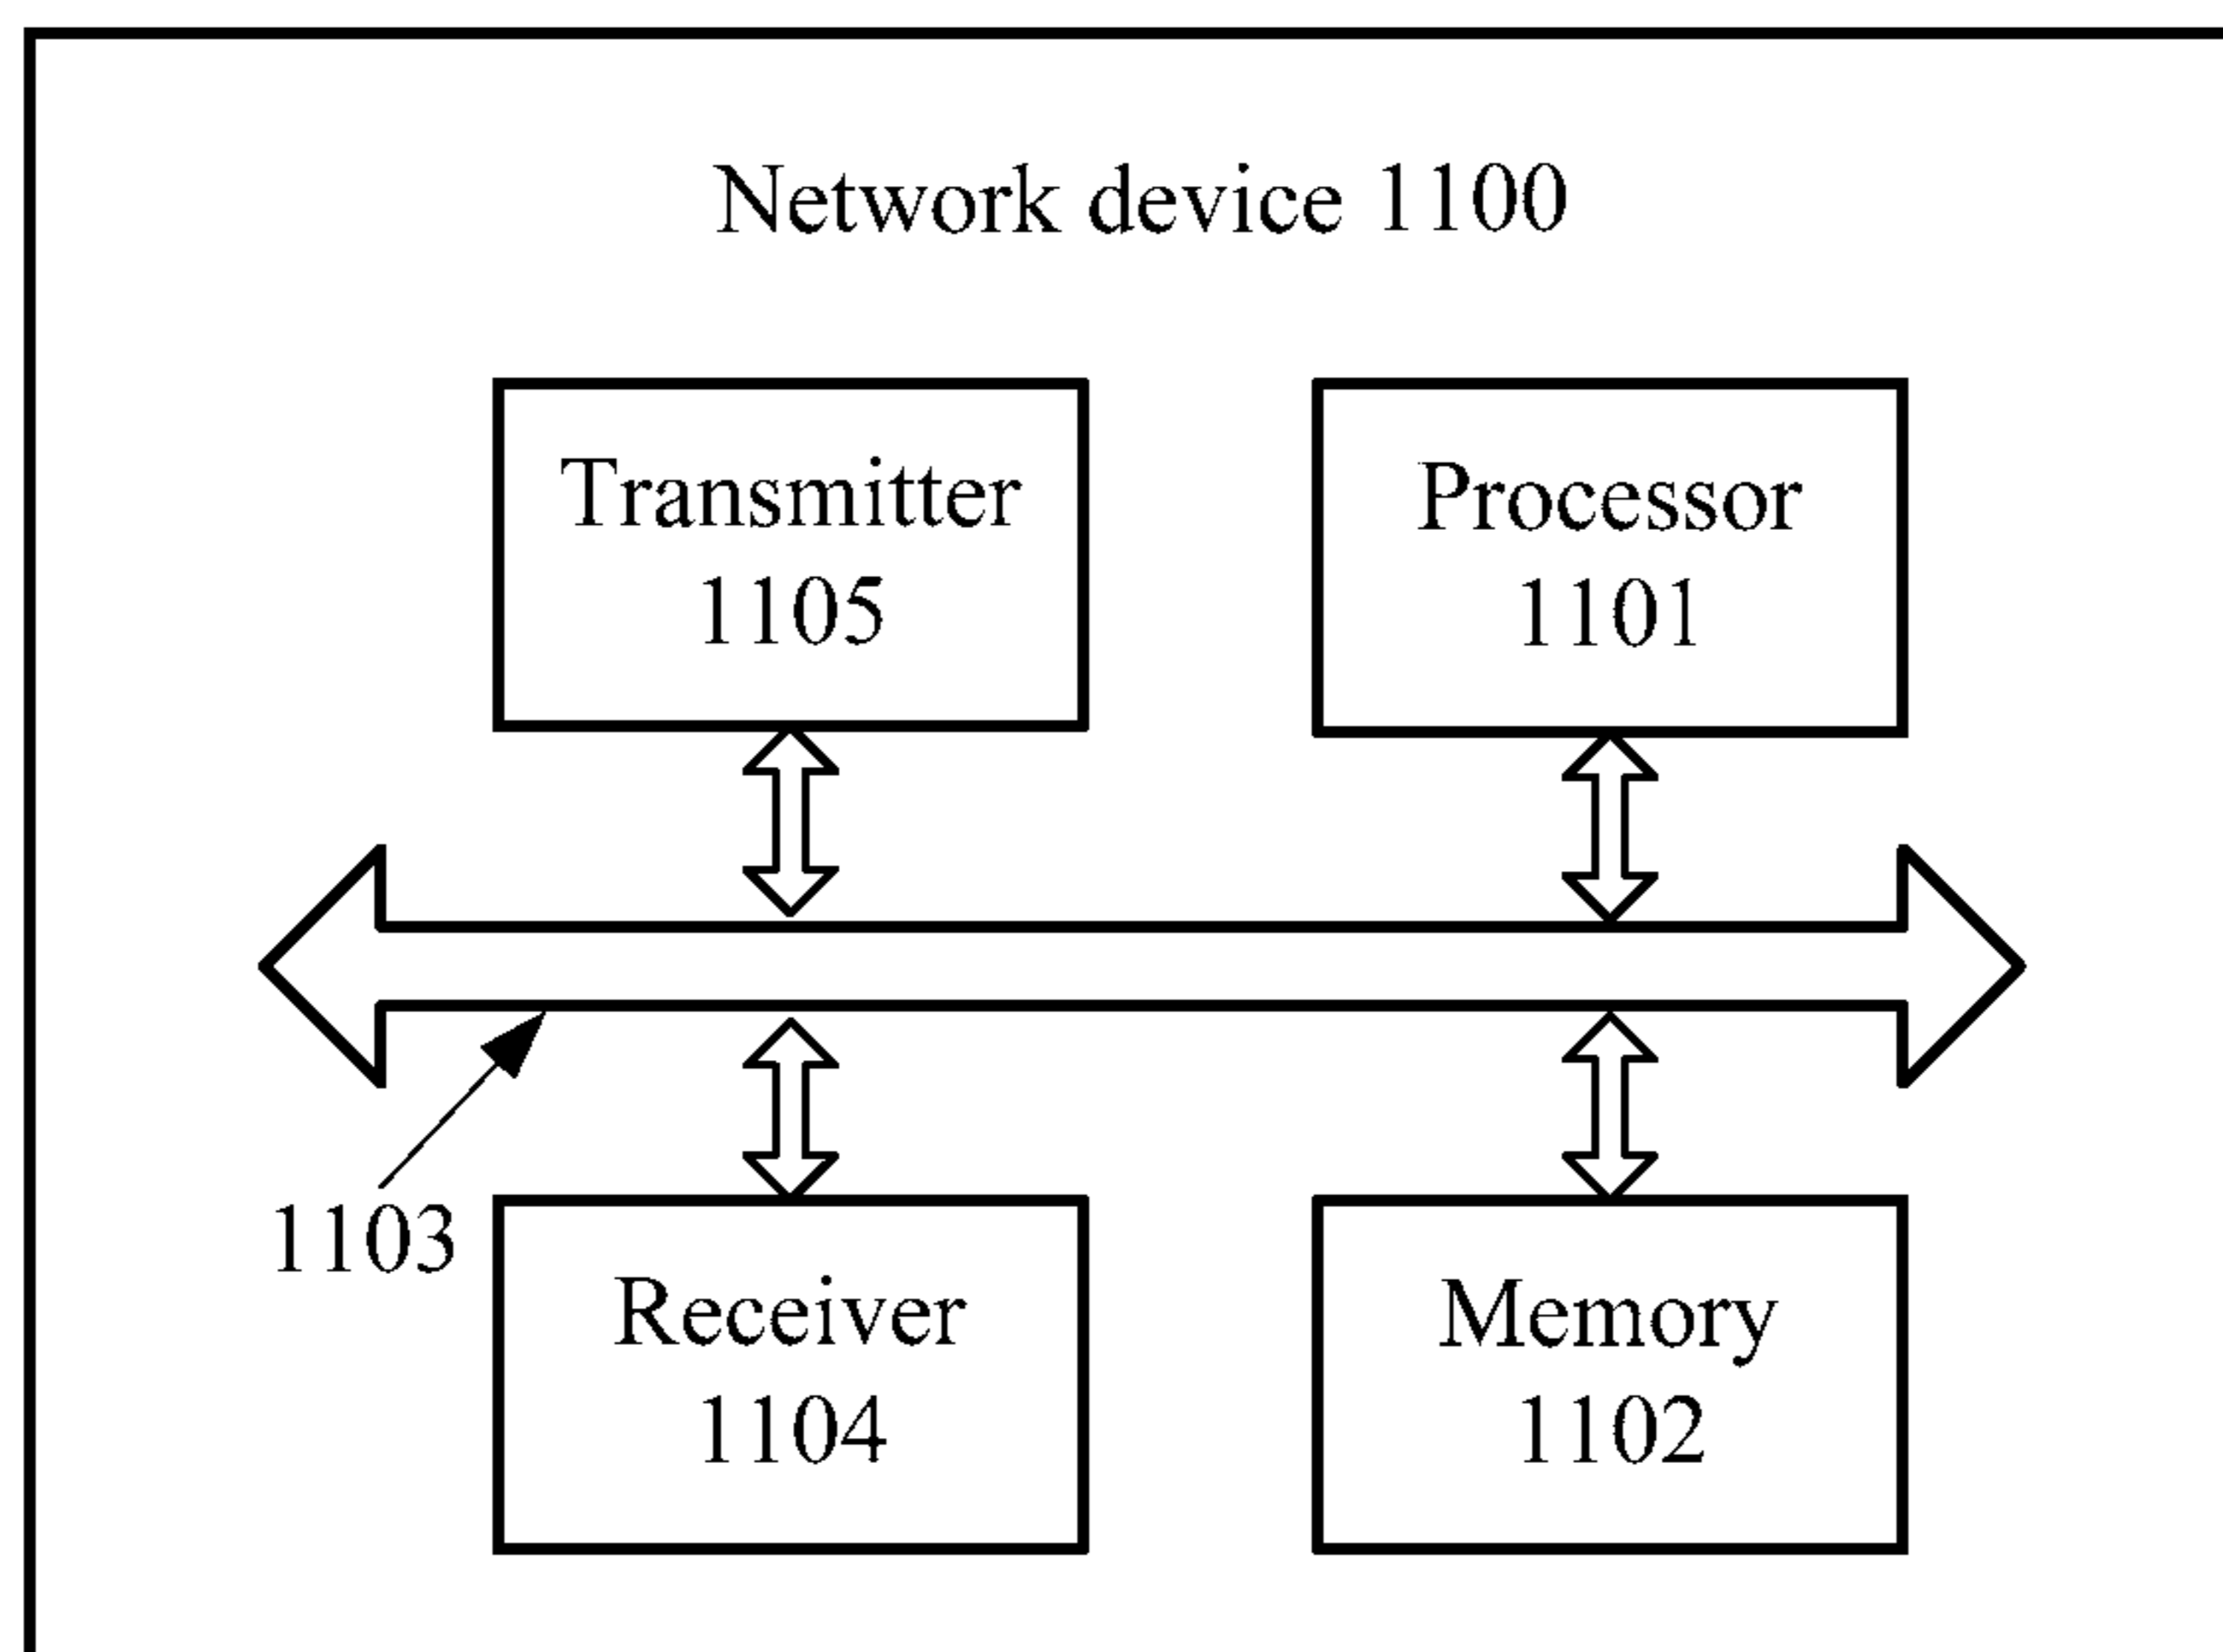 Network device 1100
Transmitter
1105
Processor
1101
1103
Receiver
1104
Memory
1102